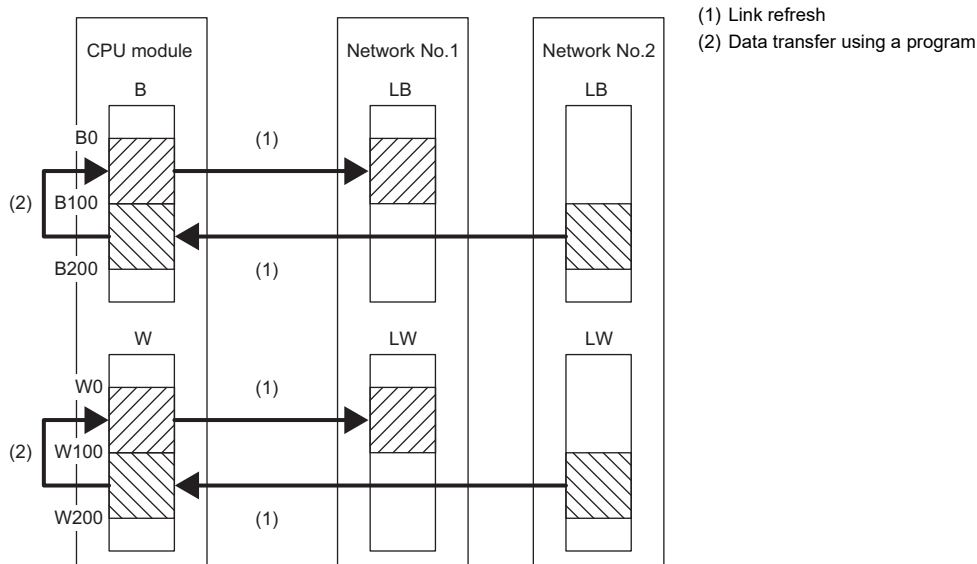 (1) Link refresh
(2) Data transfer using a program
CPU module
Network No.1
Network No.2
B
LB
LB
B0
(1)
(2)
B100
B200
(1)
W
LW
LW
W0
(1)
(2)
W100
W200
(1)